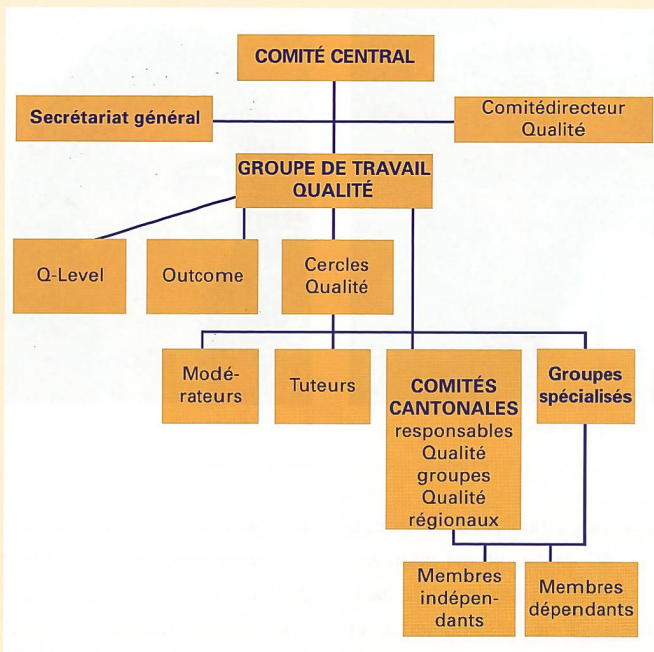 COMITÉ CENTRAL
Secrétariat général
Comitédirecteur
Qualité
GROUPE DE TRAVAIL
QUALITÉ
Q-Level
Outcome
Cercles
Qualité
Modé-
rateurs
Tuteurs
COMITÉS
CANTONALES
responsables
Qualité
groupes
Qualité
régionaux
Groupes
spécialisés
Membres
indépen-
dants
Membres
dépendants